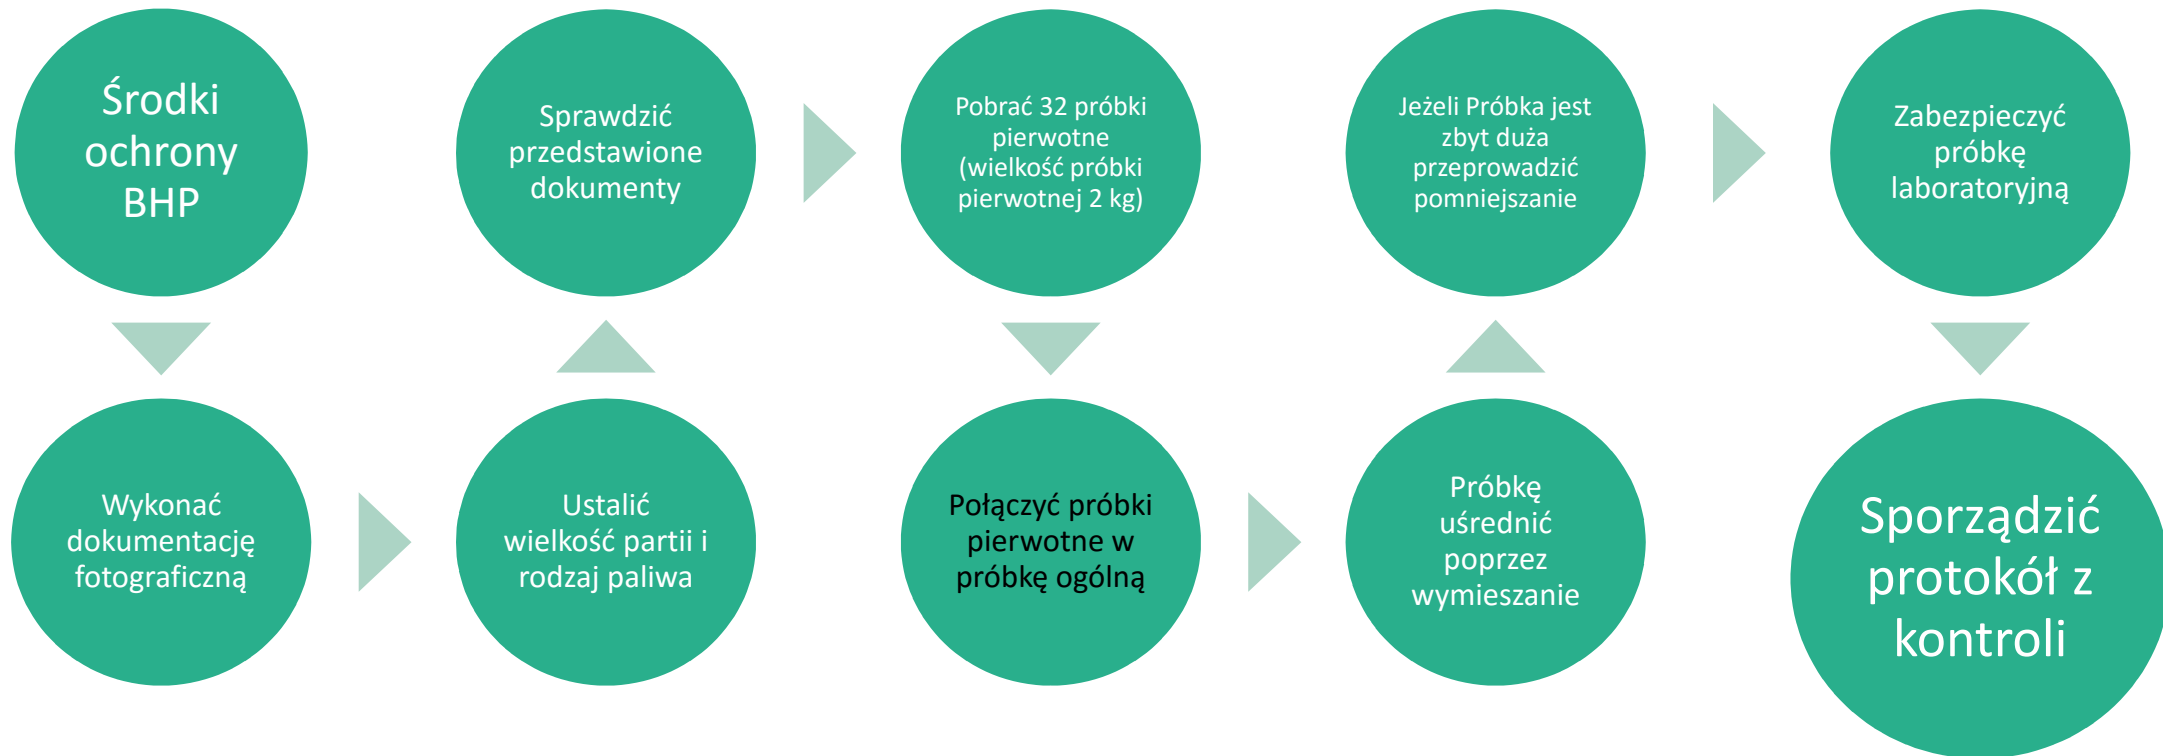 Środki
ochrony
BHP
Wykonać
dokumentację
fotograficzną
Ustalić
wielkość partii i
rodzaj paliwa
Sprawdzić
przedstawione
dokumenty
Pobrać 32 próbki
pierwotne
(wielkość próbki
pierwotnej 2 kg)
Połączyć próbki
pierwotne w
próbkę ogólną
Próbkę
uśrednić
poprzez
wymieszanie
Jeżeli Próbka jest
zbyt duża
przeprowadzić
pomniejszanie
Zabezpieczyć
próbkę
laboratoryjną
Sporządzić
protokół z
kontroli